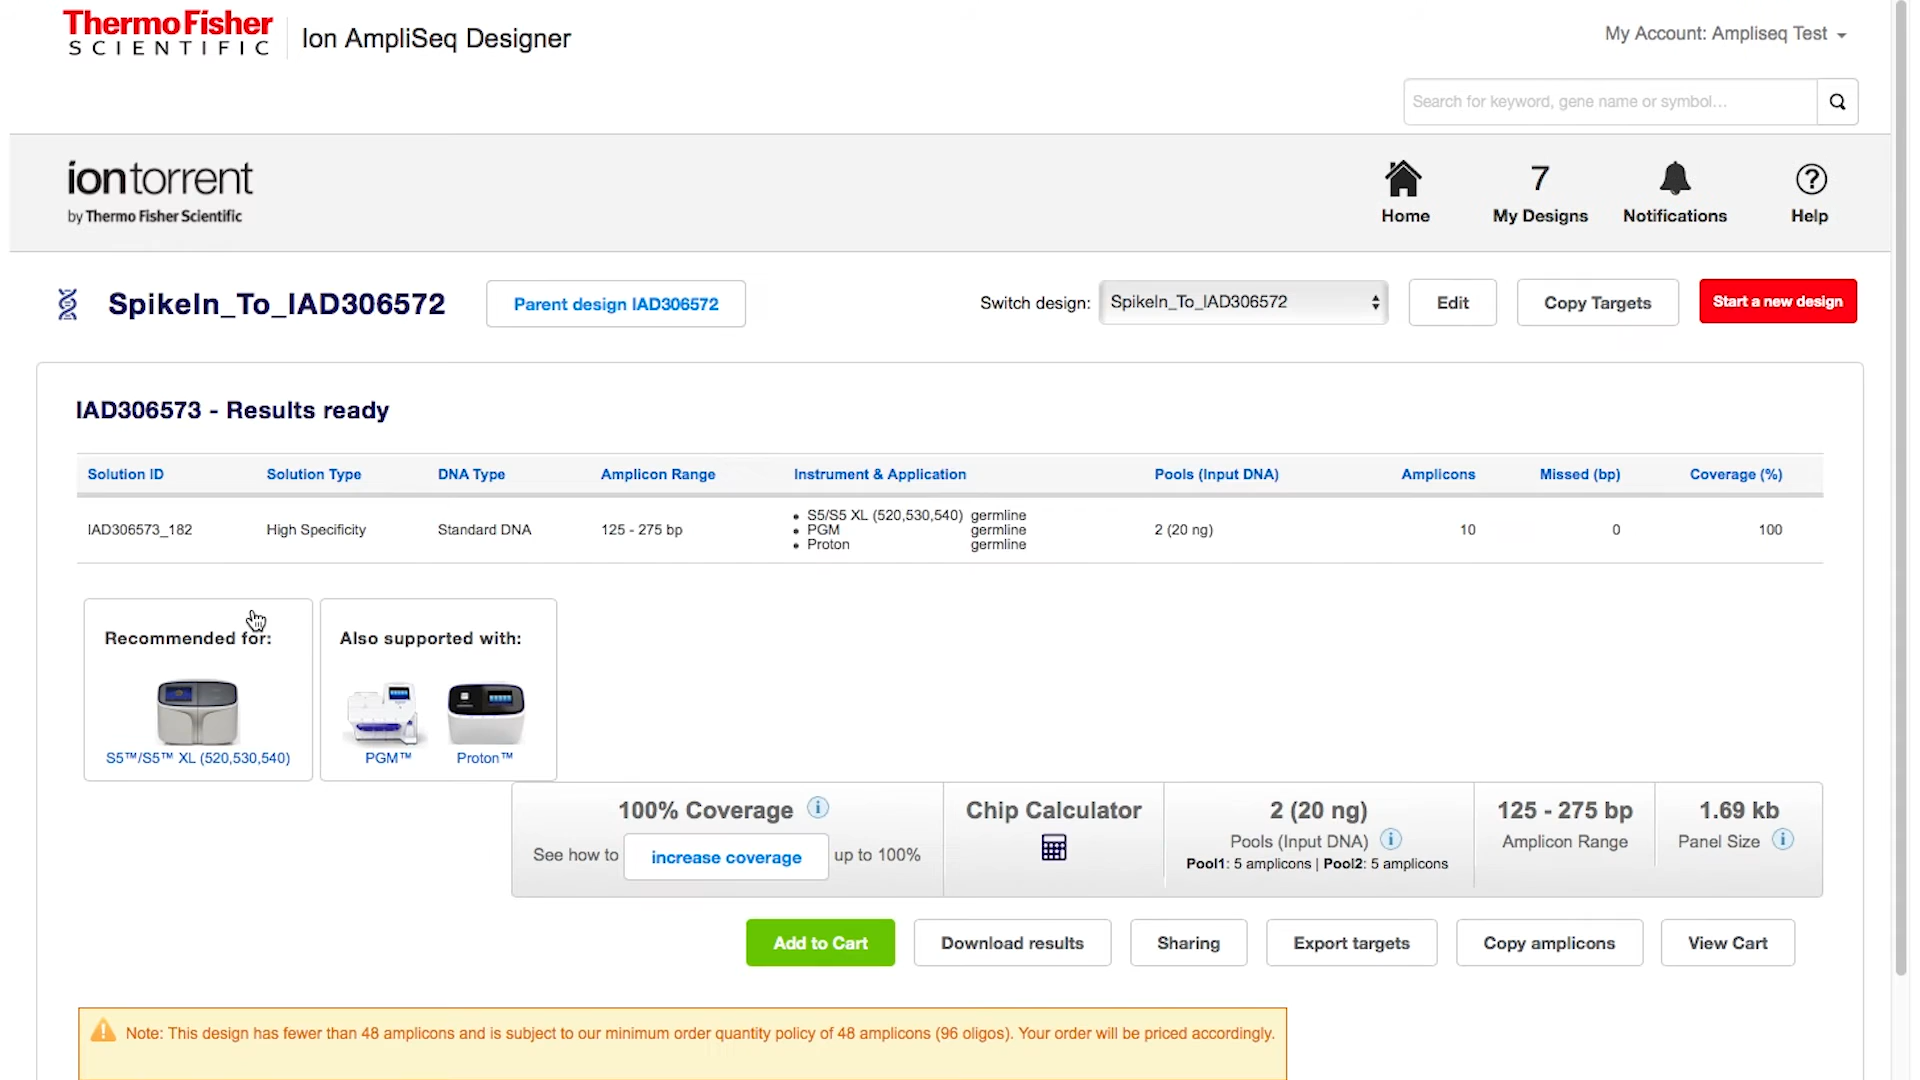 ThermoFisher
SCIENTIFIC
Ion AmpliSeq Designer
My Account: Ampliseq Test
Search for keyword, gene name or symbol...
iontorrent
by Thermo Fisher Scientific
Home
7
My Designs
Notifications
Help
SpikeIn_To_IAD306572
Parent design IAD306572
Switch design:
SpikeIn_To_IAD306572
Edit
Copy Targets
Start a new design
IAD306573 - Results ready
Solution ID Solution Type DNA Type Amplicon Range Instrument & Application Pools (Input DNA) Amplicons Missed (bp) Coverage (%)
IAD306573_182 High Specificity Standard DNA 125 - 275 bp
• S5/S5 XL (520,530,540) germline
• PGM germline
• Proton germline
2 (20 ng) 10 0 100
Recommended for:
S5™/S5™ XL (520,530,540)
Also supported with:
PGM™ Proton™
100% Coverage
See how to increase coverage up to 100%
Chip Calculator
2 (20 ng)
Pools (Input DNA)
Pool1: 5 amplicons | Pool2: 5 amplicons
125 - 275 bp
Amplicon Range
1.69 kb
Panel Size
Add to Cart
Download results
Sharing
Export targets
Copy amplicons
View Cart
Note: This design has fewer than 48 amplicons and is subject to our minimum order quantity policy of 48 amplicons (96 oligos). Your order will be priced accordingly.